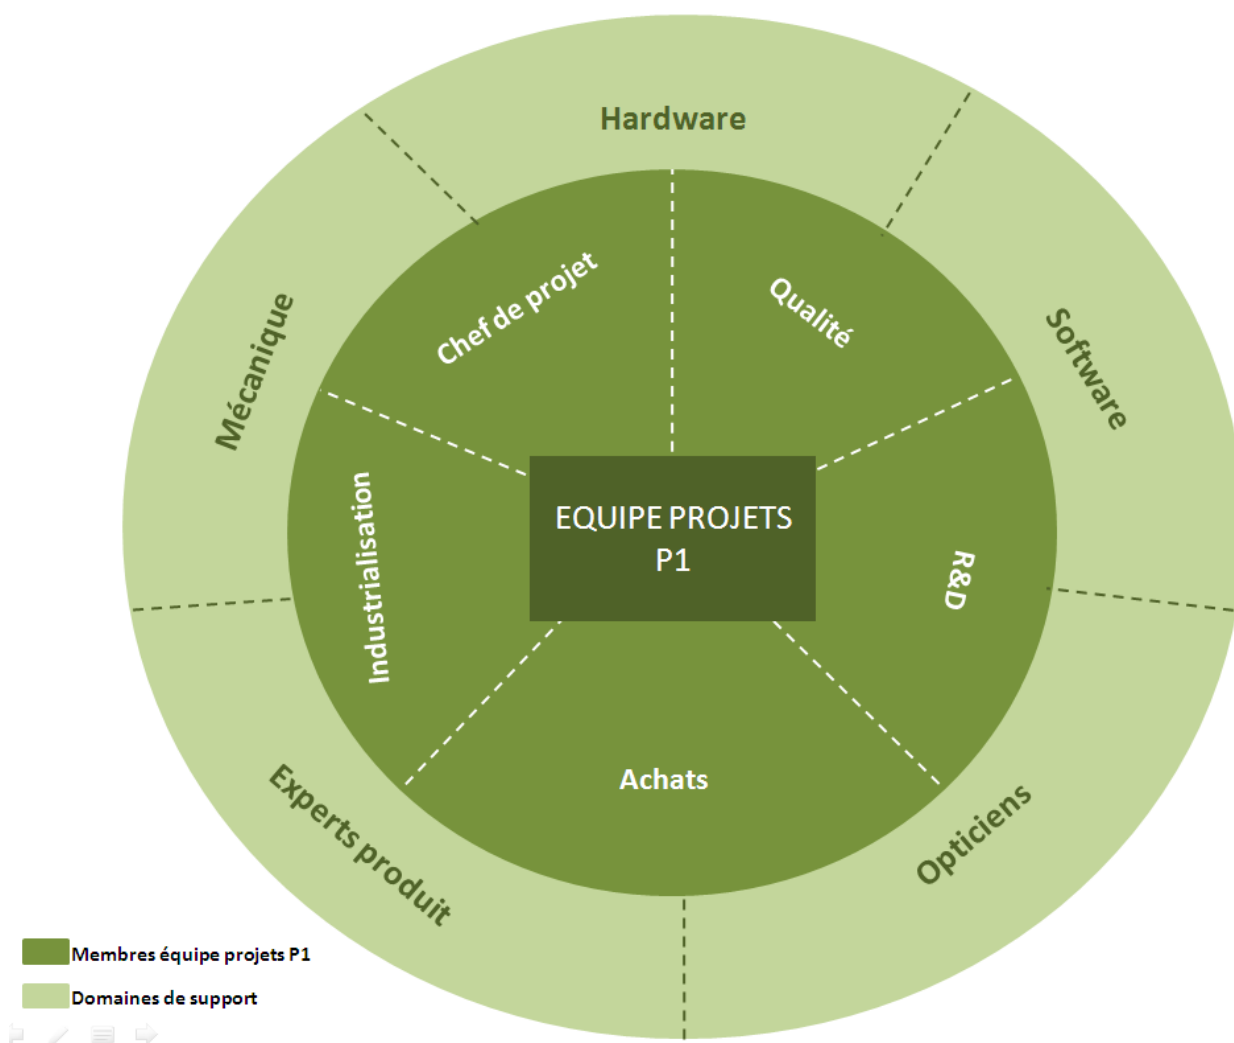 Hardware
Mécanique
Software
Chef de projet
Qualité
Industrialisation
EQUIPE PROJETS
P1
R&D
Achats
Experts produit
Opticiens
Membres équipe projets P1
Domaines de support